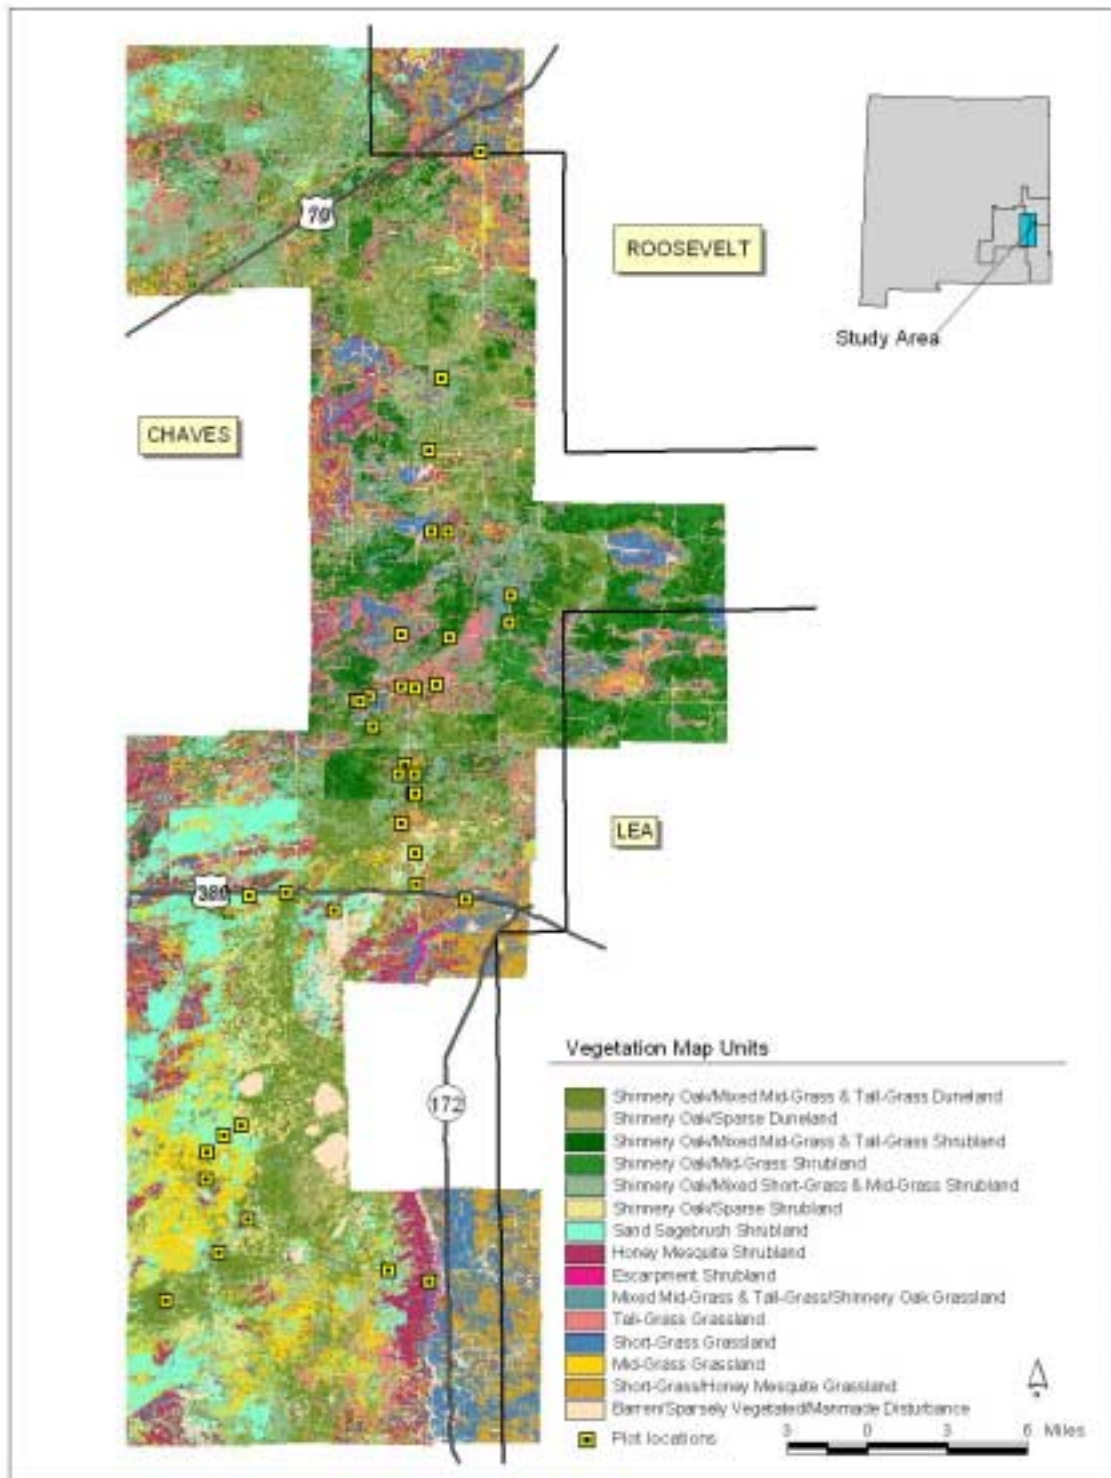 70
ROOSEVELT
Study Area
CHAVES
LEA
380
172
Vegetation Map Units
Shinnery Oak/Mixed Mid-Grass & Tall-Grass Duneland
Shinnery Oak/Sparse Duneland
Shinnery Oak/Mixed Mid-Grass & Tall-Grass Shrubland
Shinnery Oak/Mid-Grass Shrubland
Shinnery Oak/Mixed Short-Grass & Mid-Grass Shrubland
Shinnery Oak/Sparse Shrubland
Sand Sagebrush Shrubland
Honey Mesquite Shrubland
Escarpment Shrubland
Mixed Mid-Grass & Tall-Grass/Shinnery Oak Grassland
Tall-Grass Grassland
Short-Grass Grassland
Mid-Grass Grassland
Short-Grass/Honey Mesquite Grassland
Barren/Sparsely Vegetated/Manmade Disturbance
Plot locations
3 0 3 6 Miles